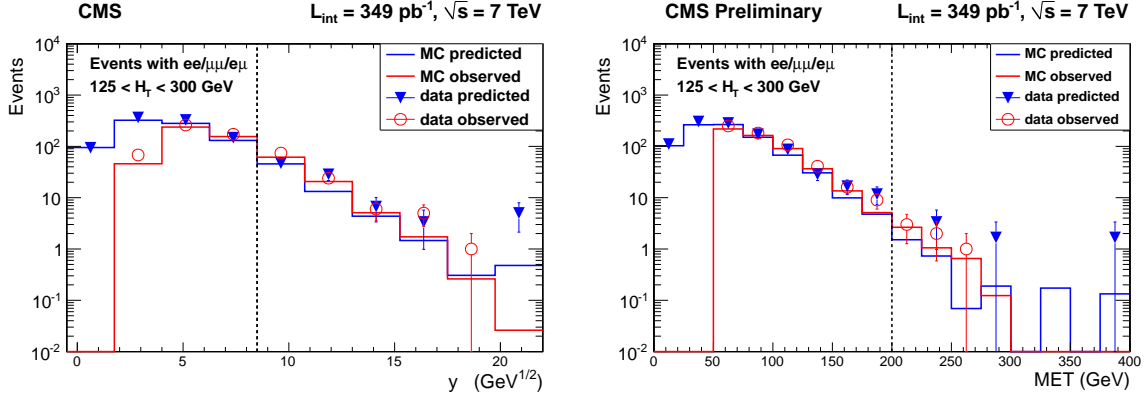 CMS
L_int = 349 pb^-1, √s = 7 TeV
Events
10^4
10^3
10^2
10
1
10^-1
10^-2
Events with ee/μμ/eμ
125 < H_T < 300 GeV
MC predicted
MC observed
data predicted
data observed
0 5 10 15 20
y (GeV^1/2)
CMS Preliminary
L_int = 349 pb^-1, √s = 7 TeV
Events
10^4
10^3
10^2
10
1
10^-1
10^-2
Events with ee/μμ/eμ
125 < H_T < 300 GeV
MC predicted
MC observed
data predicted
data observed
0 50 100 150 200 250 300 350 400
MET (GeV)